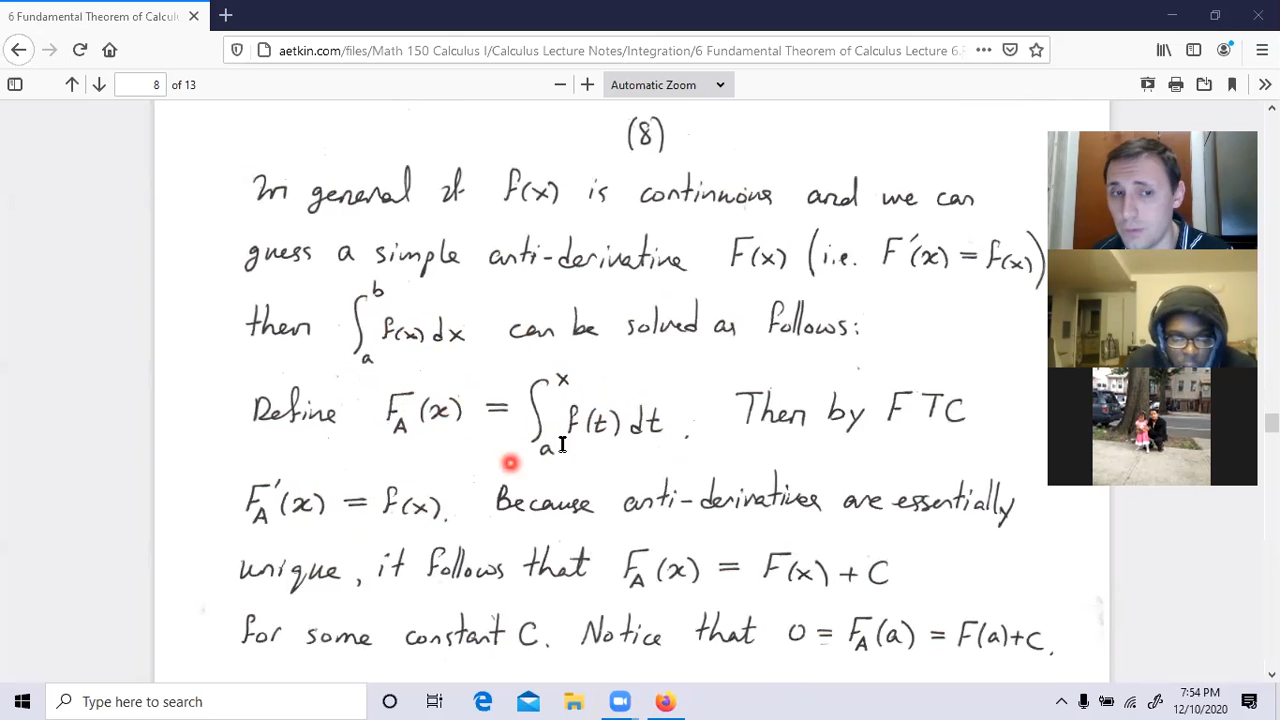 6 Fundamental Theorem of Calcul
aetkin.com/files/Math 150 Calculus I/Calculus Lecture Notes/Integration/6 Fundamental Theorem of Calculus Lecture 6.
8 of 13
Automatic Zoom
(8)
In general if f(x) is continuous and we can
guess a simple anti-derivative F(x) (i.e. F'(x) = f(x))
then ∫_a^b f(x) dx can be solved as follows:
Define F_A(x) = ∫_a^x f(t) dt. Then by FTC
F_A'(x) = f(x). Because anti-derivatives are essentially
unique, it follows that F_A(x) = F(x) + C
for some constant C. Notice that 0 = F_A(a) = F(a)+C.
Type here to search
7:54 PM
12/10/2020